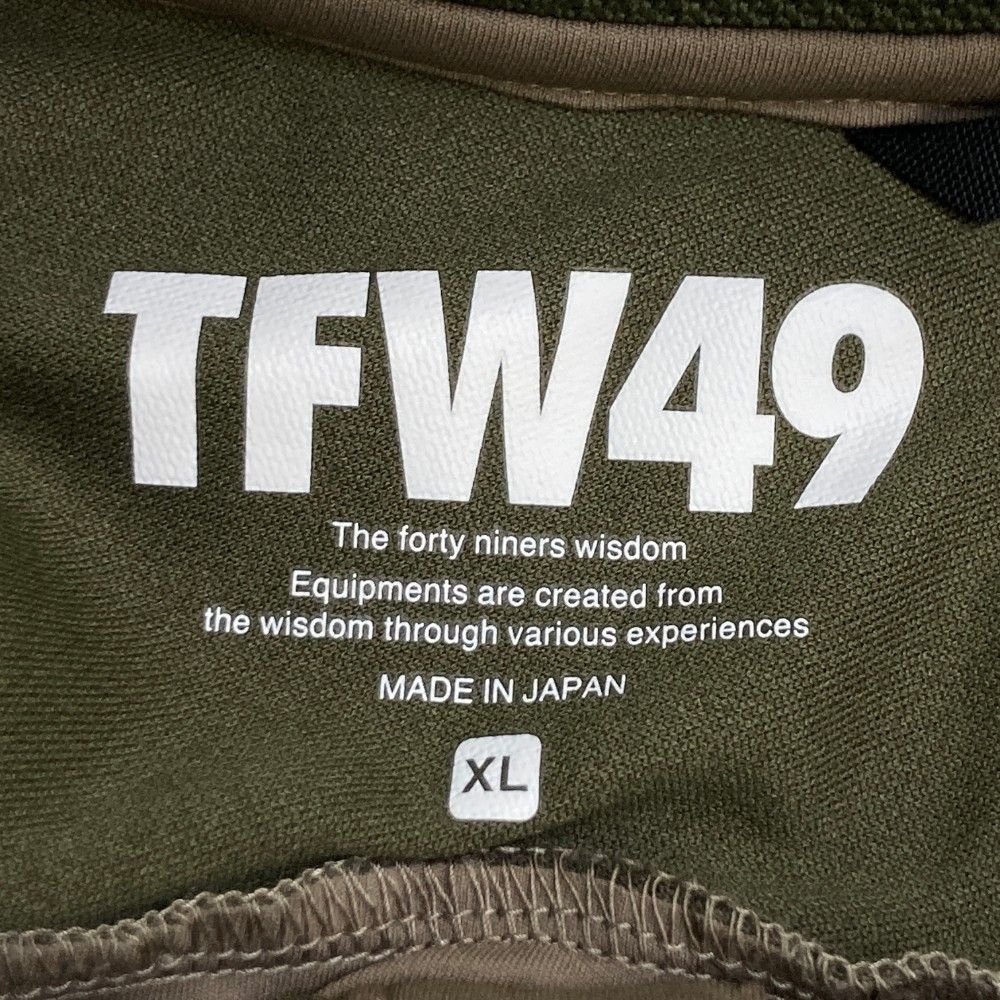 TFW49
The forty niners wisdom
Equipments are created from
the wisdom through various experiences
MADE IN JAPAN
XL